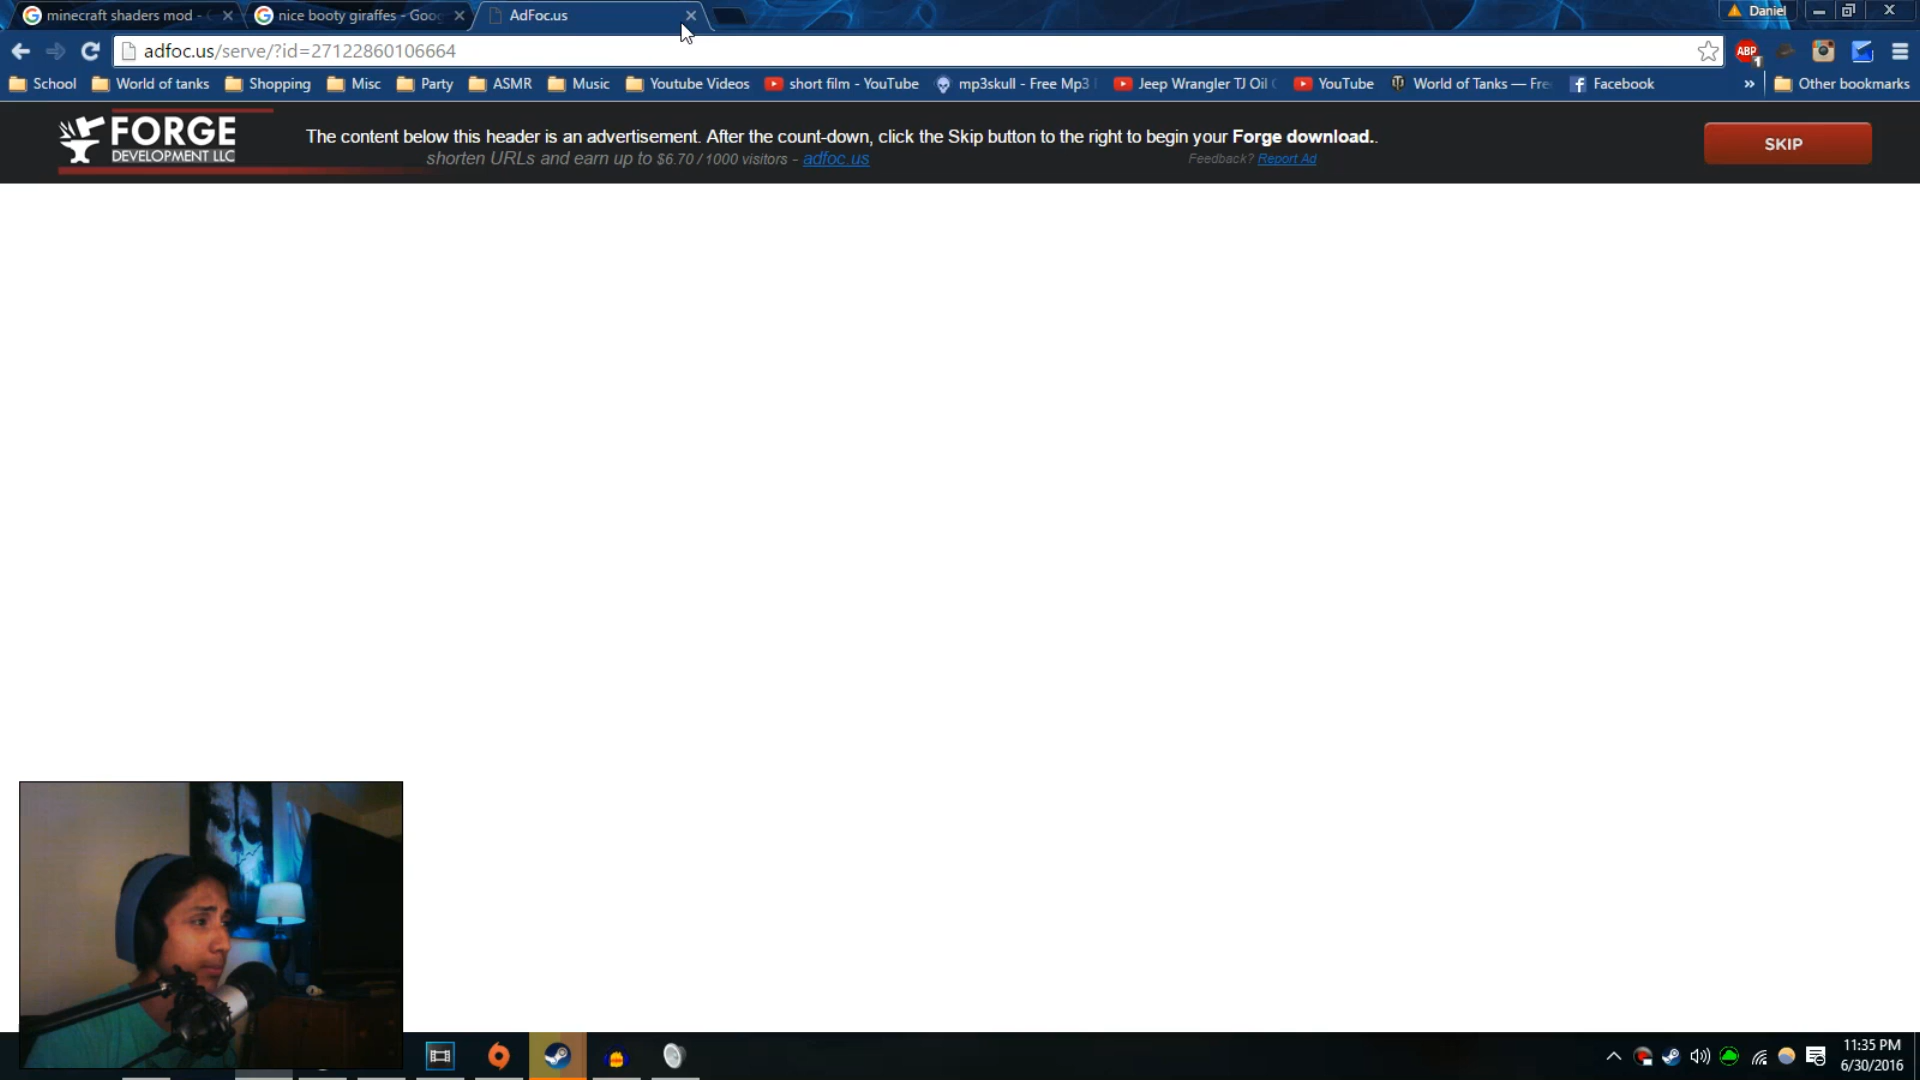 minecraft shaders mod -
nice booty giraffes - Goog
AdFoc.us
Daniel
adfoc.us/serve/?id=27122860106664
ABP
1
School
World of tanks
Shopping
Misc
Party
ASMR
Music
Youtube Videos
short film - YouTube
mp3skull - Free Mp3
Jeep Wrangler TJ Oil
YouTube
World of Tanks — Fre
Facebook
»
Other bookmarks
FORGE
DEVELOPMENT LLC
The content below this header is an advertisement. After the count-down, click the Skip button to the right to begin your Forge download..
shorten URLs and earn up to $6.70 / 1000 visitors - adfoc.us
Feedback? Report Ad
SKIP
11:35 PM
6/30/2016